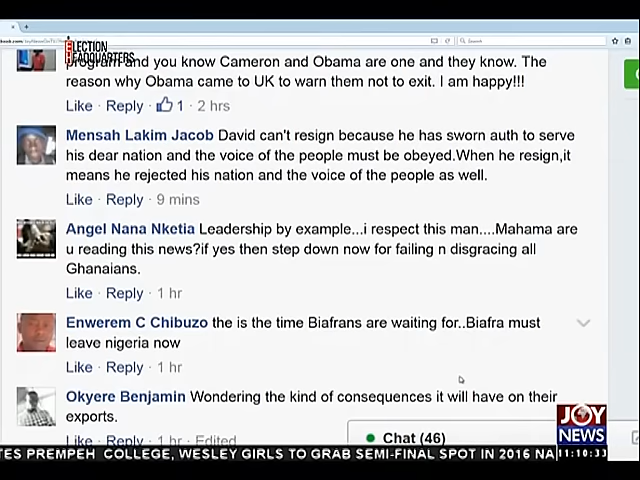 ELECTION
HEADQUARTERS
program and you know Cameron and Obama are one and they know. The
reason why Obama came to UK to warn them not to exit. I am happy!!!
Like · Reply · 1 · 2 hrs
Mensah Lakim Jacob David can't resign because he has sworn auth to serve
his dear nation and the voice of the people must be obeyed.When he resign,it
means he rejected his nation and the voice of the people as well.
Like · Reply · 9 mins
Angel Nana Nketia Leadership by example...i respect this man....Mahama are
u reading this news?if yes then step down now for failing n disgracing all
Ghanaians.
Like · Reply · 1 hr
Enwerem C Chibuzo the is the time Biafrans are waiting for..Biafra must
leave nigeria now
Like · Reply · 1 hr
Okyere Benjamin Wondering the kind of consequences it will have on their
exports.
Like · Reply · 1 hr · Edited
Chat (46)
JOY
NEWS
TES PREMPEH COLLEGE, WESLEY GIRLS TO GRAB SEMI-FINAL SPOT IN 2016 NA
11:10:33